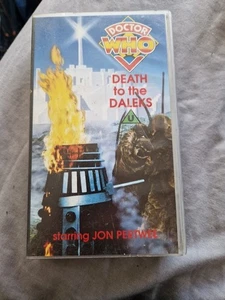 DOCTOR
WHO
DEATH
to the
DALEKS
U
starring JON PERTWEE